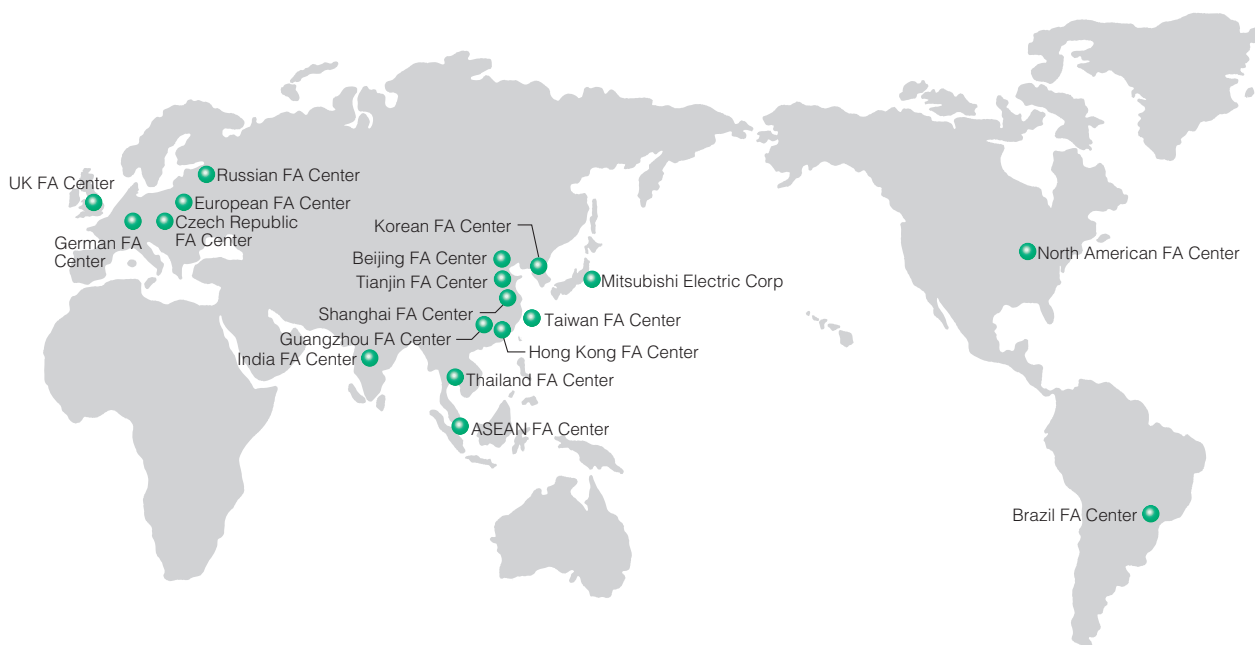 UK FA Center
Russian FA Center
European FA Center
Czech Republic
FA Center
German FA
Center
Korean FA Center
Beijing FA Center
Tianjin FA Center
Mitsubishi Electric Corp
Shanghai FA Center
Taiwan FA Center
Guangzhou FA Center
Hong Kong FA Center
India FA Center
Thailand FA Center
ASEAN FA Center
North American FA Center
Brazil FA Center